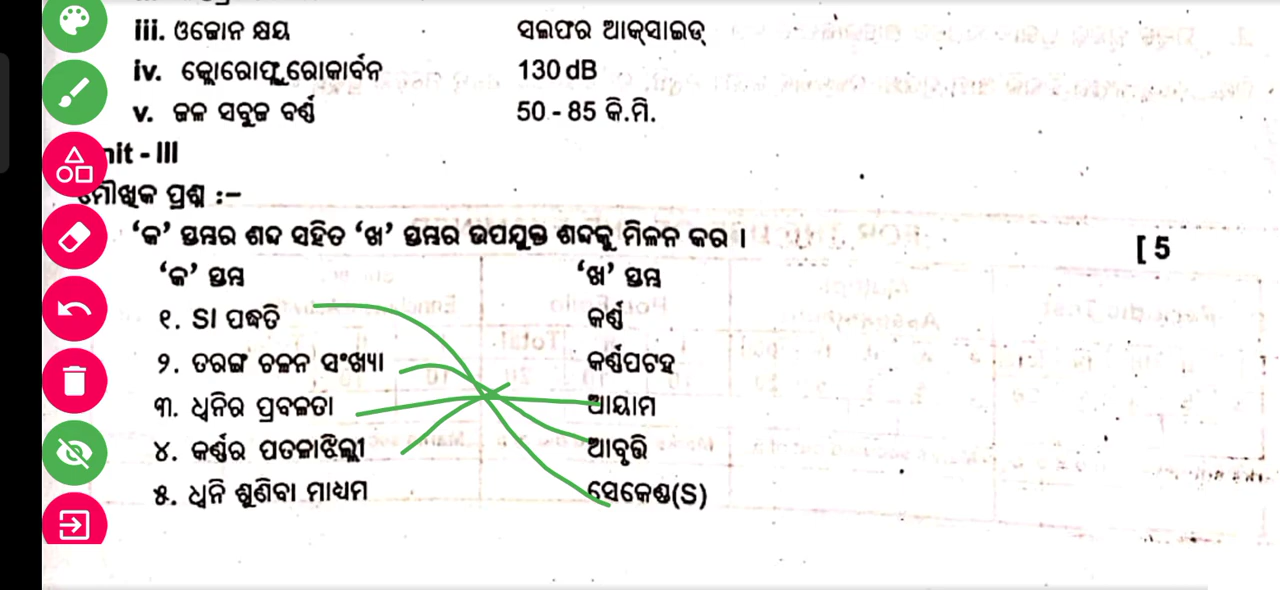 iii. ଓଜୋନ କ୍ଷୟ ସଲଫର ଆକ୍‌ସାଇଡ୍
iv. କ୍ଲୋରୋଫ୍ଲୁରୋକାର୍ବନ 130 dB
v. ଜଳ ସବୁଜ ବର୍ଣ୍ଣ 50 - 85 କି.ମି.
nit - III
ମୌଖିକ ପ୍ରଶ୍ନ :–
‘କ’ ସ୍ତମ୍ଭର ଶବ୍ଦ ସହିତ ‘ଖ’ ସ୍ତମ୍ଭର ଉପଯୁକ୍ତ ଶବ୍ଦକୁ ମିଳନ କର । [ 5
‘କ’ ସ୍ତମ୍ଭ ‘ଖ’ ସ୍ତମ୍ଭ
୧. SI ପଦ୍ଧତି କର୍ଣ୍ଣ
୨. ତରଙ୍ଗ ଚଳନ ସଂଖ୍ୟା କର୍ଣ୍ଣପଟହ
୩. ଧ୍ୱନିର ପ୍ରବଳତା ଆୟାମ
୪. କର୍ଣ୍ଣର ପତଳାଝିଲ୍ଲୀ ଆବୃତ୍ତି
୫. ଧ୍ୱନି ଶୁଣିବା ମାଧ୍ୟମ ସେକେଣ୍ଡ(S)